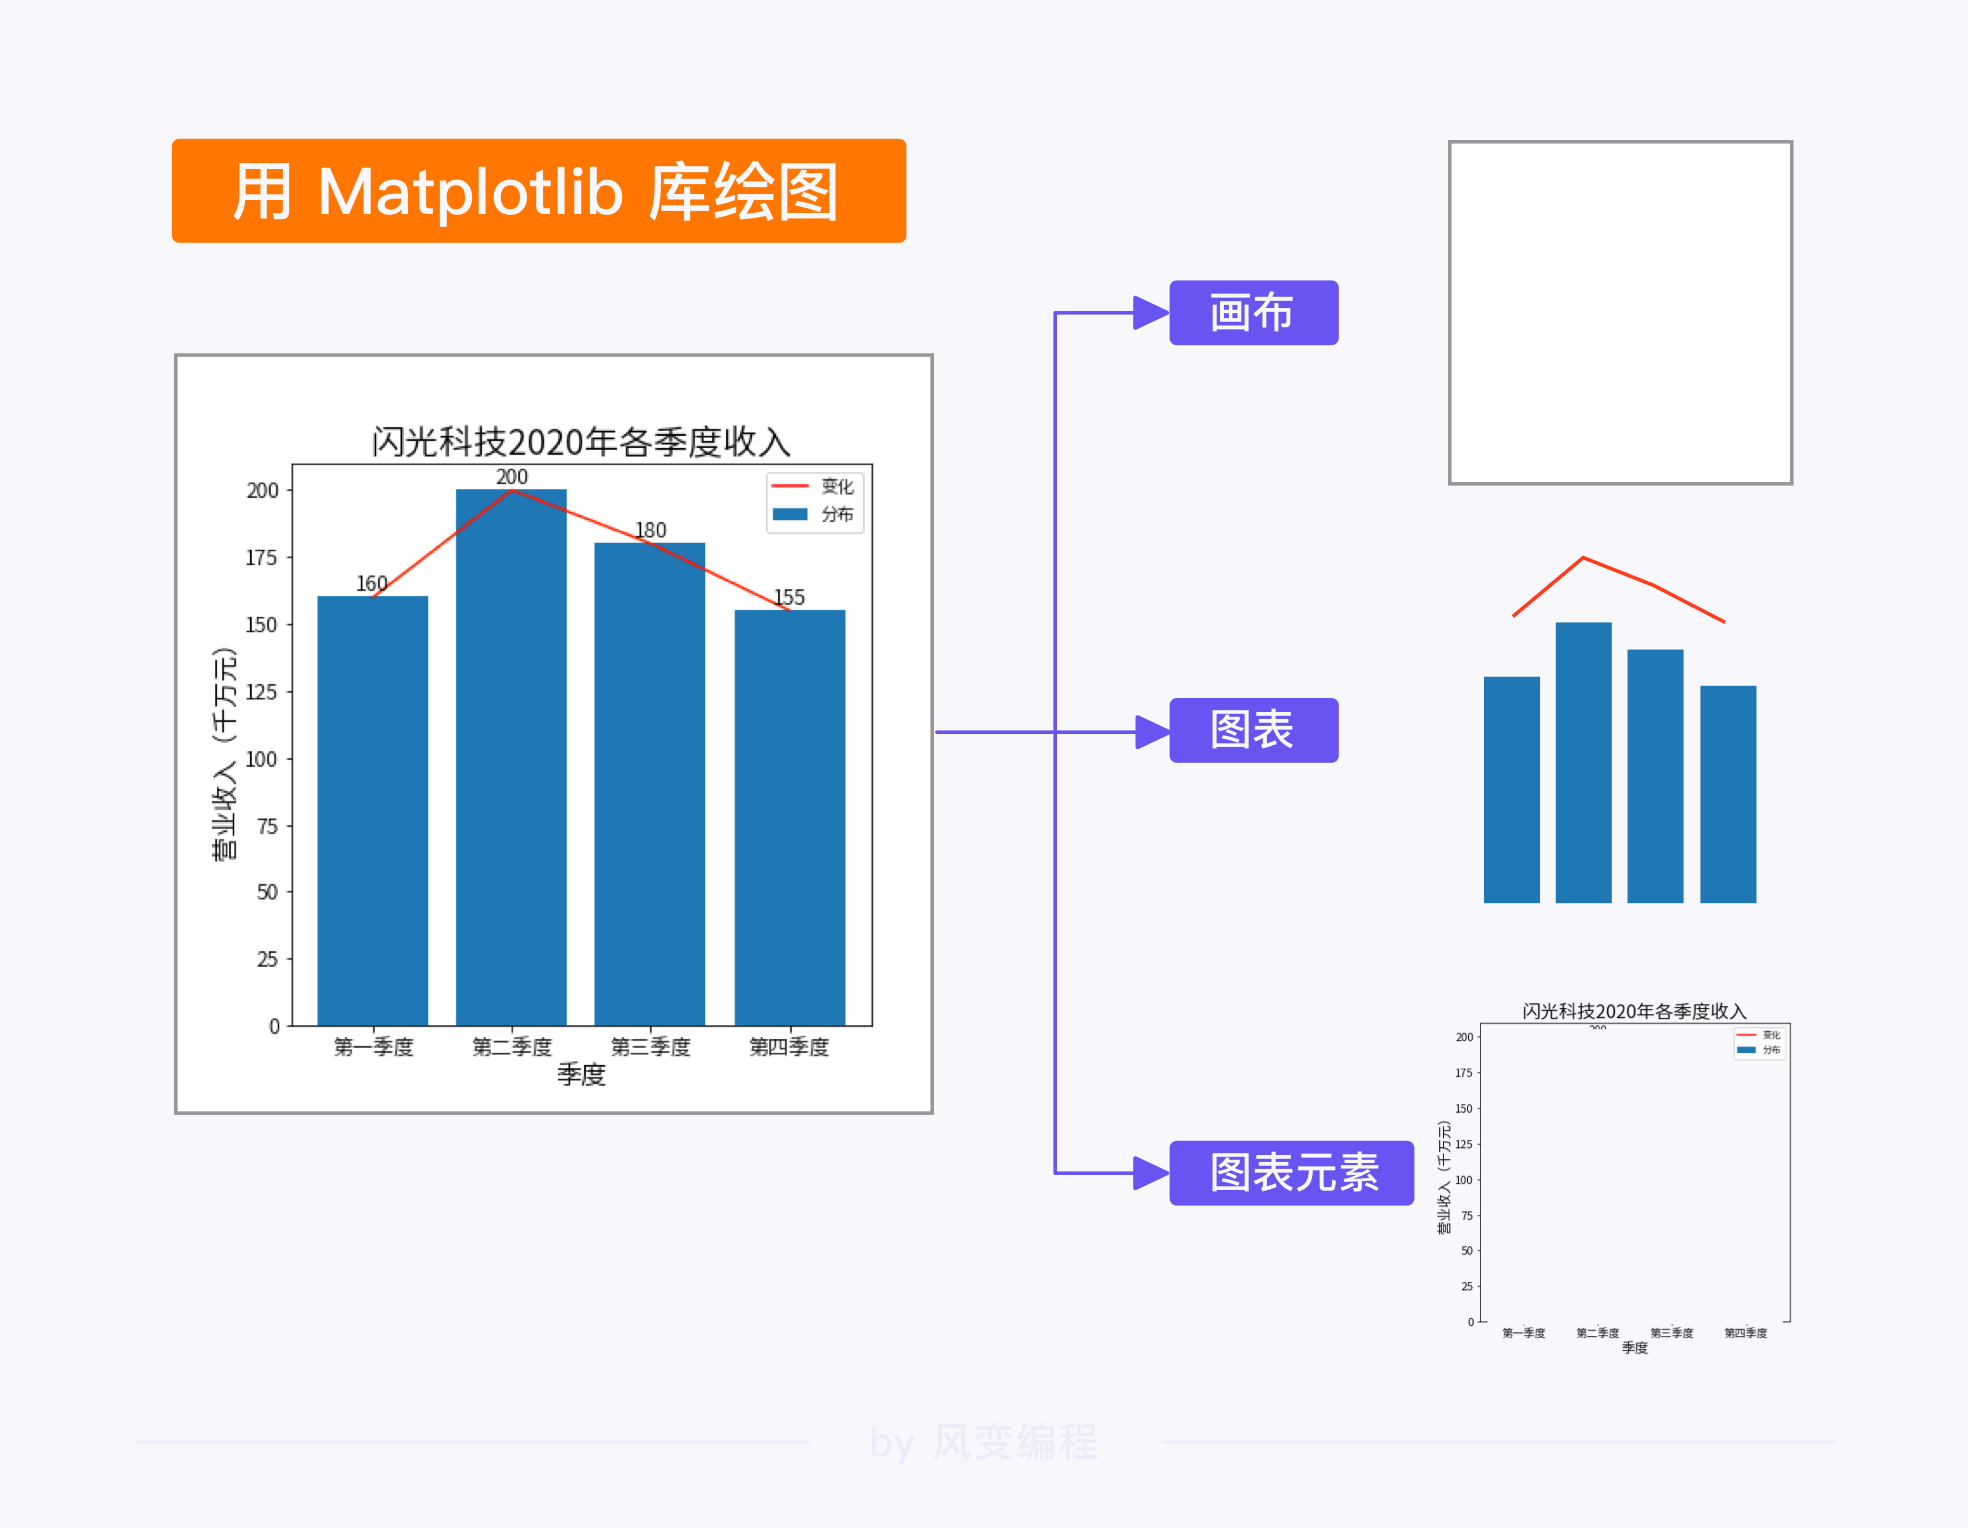 用 Matplotlib 库绘图
闪光科技2020年各季度收入
变化
分布
200
175
150
125
100
75
50
25
0
160
200
180
155
营业收入（千万元）
第一季度
第二季度
第三季度
第四季度
季度
画布
图表
图表元素
闪光科技2020年各季度收入
200
变化
分布
200
175
150
125
100
75
50
25
0
营业收入（千万元）
第一季度
第二季度
第三季度
第四季度
季度
by 风变编程